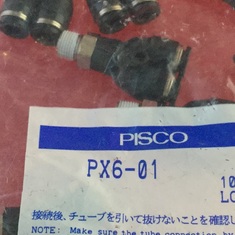 PISCO
PX6-01
10
LO
接続後、チューブを引いて抜けないことを確認し
NOTE: Make sure the tube connection by